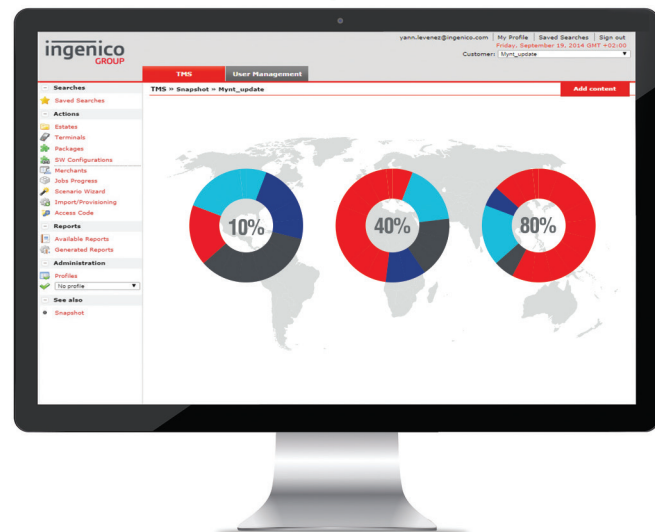 yann.levenez@ingenico.com | My Profile | Saved Searches | Sign out
Friday, September 19, 2014 GMT +02:00
Customer: Mynt_update
ingenico
GROUP
TMS
User Management
TMS » Snapshot » Mynt_update
Add content
Searches
Saved Searches
Actions
Estates
Terminals
Packages
SW Configurations
Merchants
Jobs Progress
Scenario Wizard
Import/Provisioning
Access Code
Reports
Available Reports
Generated Reports
Administration
Profiles
No profile
See also
Snapshot
10%
40%
80%